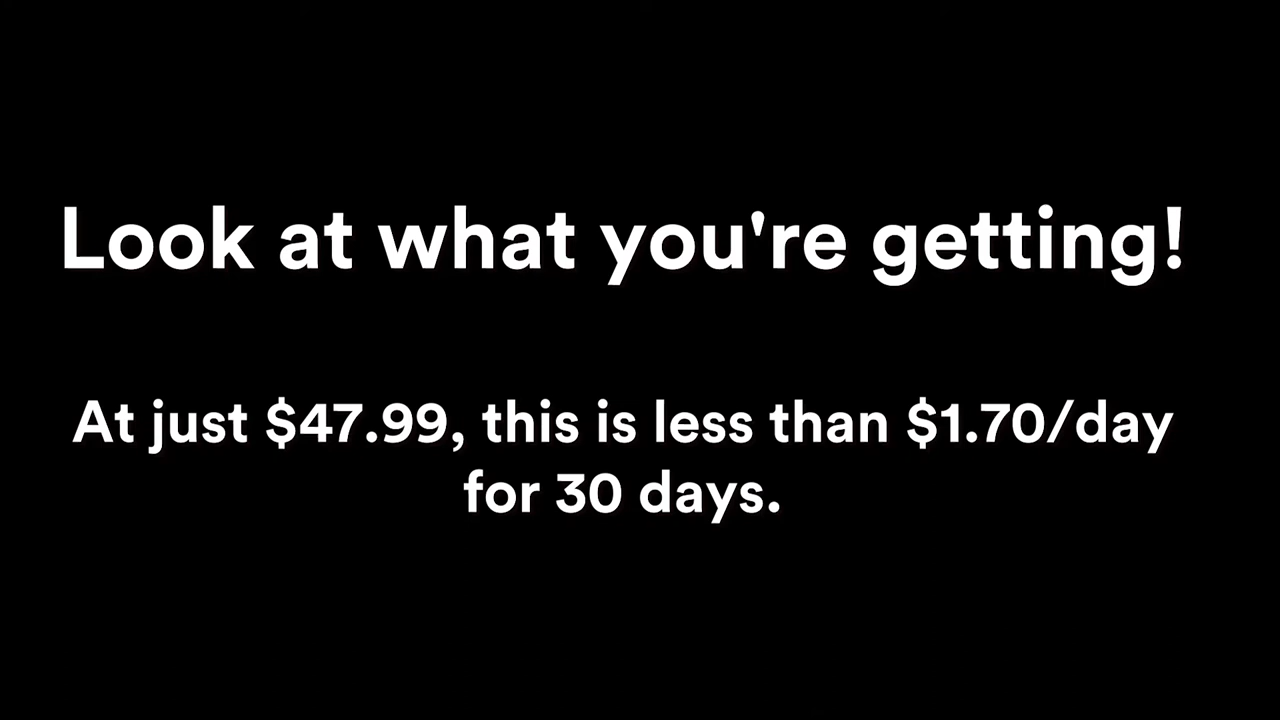 Look at what you're getting!
At just $47.99, this is less than $1.70/day
for 30 days.